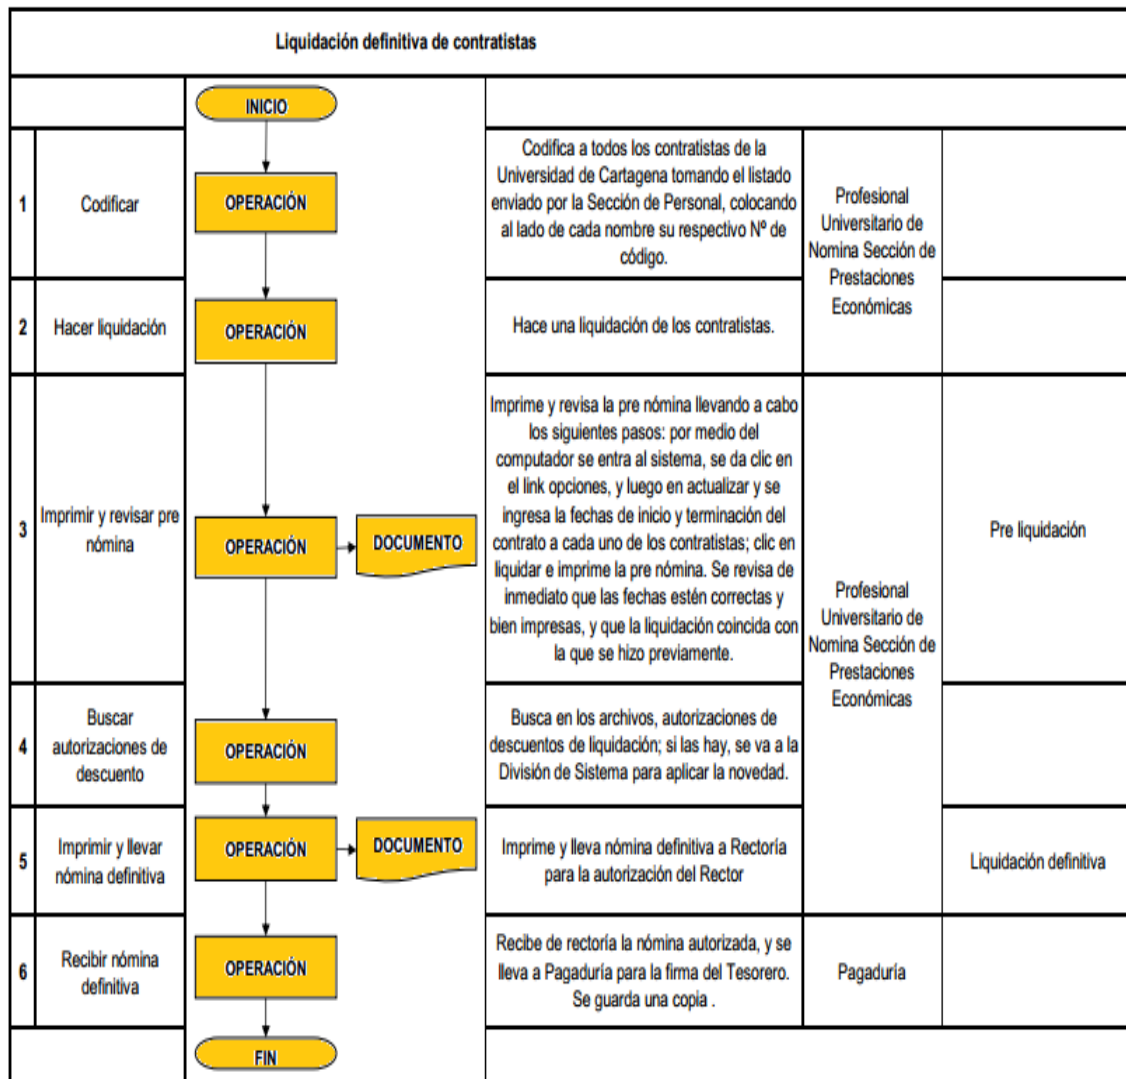 Liquidación definitiva de contratistas
INICIO
1
Codificar
OPERACIÓN
Codifica a todos los contratistas de la
Universidad de Cartagena tomando el listado
enviado por la Sección de Personal, colocando
al lado de cada nombre su respectivo Nº de
código.
Profesional
Universitario de
Nomina Sección de
Prestaciones
Económicas
2
Hacer liquidación
OPERACIÓN
Hace una liquidación de los contratistas.
3
Imprimir y revisar pre
nómina
OPERACIÓN
DOCUMENTO
Imprime y revisa la pre nómina llevando a cabo
los siguientes pasos: por medio del
computador se entra al sistema, se da clic en
el link opciones, y luego en actualizar y se
ingresa la fechas de inicio y terminación del
contrato a cada uno de los contratistas; clic en
liquidar e imprime la pre nómina. Se revisa de
inmediato que las fechas estén correctas y
bien impresas, y que la liquidación coincida con
la que se hizo previamente.
Profesional
Universitario de
Nomina Sección de
Prestaciones
Económicas
Pre liquidación
4
Buscar
autorizaciones de
descuento
OPERACIÓN
Busca en los archivos, autorizaciones de
descuentos de liquidación; si las hay, se va a la
División de Sistema para aplicar la novedad.
5
Imprimir y llevar
nómina definitiva
OPERACIÓN
DOCUMENTO
Imprime y lleva nómina definitiva a Rectoría
para la autorización del Rector
Liquidación definitiva
6
Recibir nómina
definitiva
OPERACIÓN
Recibe de rectoría la nómina autorizada, y se
lleva a Pagaduría para la firma del Tesorero.
Se guarda una copia .
Pagaduría
FIN